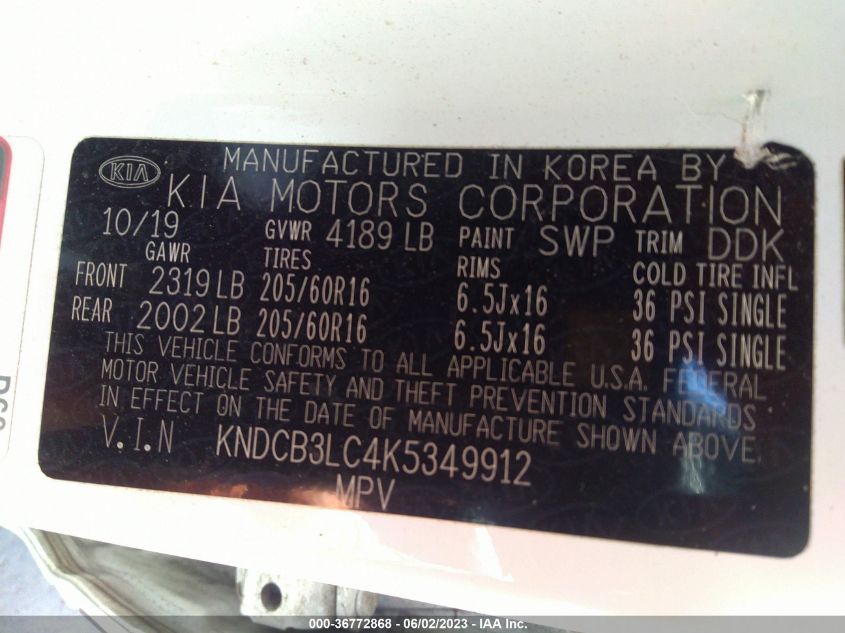 KIA
MANUFACTURED IN KOREA BY
KIA MOTORS CORPORATION
10/19 GVWR 4189 LB PAINT SWP TRIM DDK
GAWR TIRES RIMS COLD TIRE INFL
FRONT 2319 LB 205/60R16 6.5Jx16 36 PSI SINGLE
REAR 2002 LB 205/60R16 6.5Jx16 36 PSI SINGLE
THIS VEHICLE CONFORMS TO ALL APPLICABLE U.S.A. FEDERAL
MOTOR VEHICLE SAFETY AND THEFT PREVENTION STANDARDS
IN EFFECT ON THE DATE OF MANUFACTURE SHOWN ABOVE.
V.I.N KNDCB3LC4K5349912
MPV
000-36772868 - 06/02/2023 - IAA Inc.